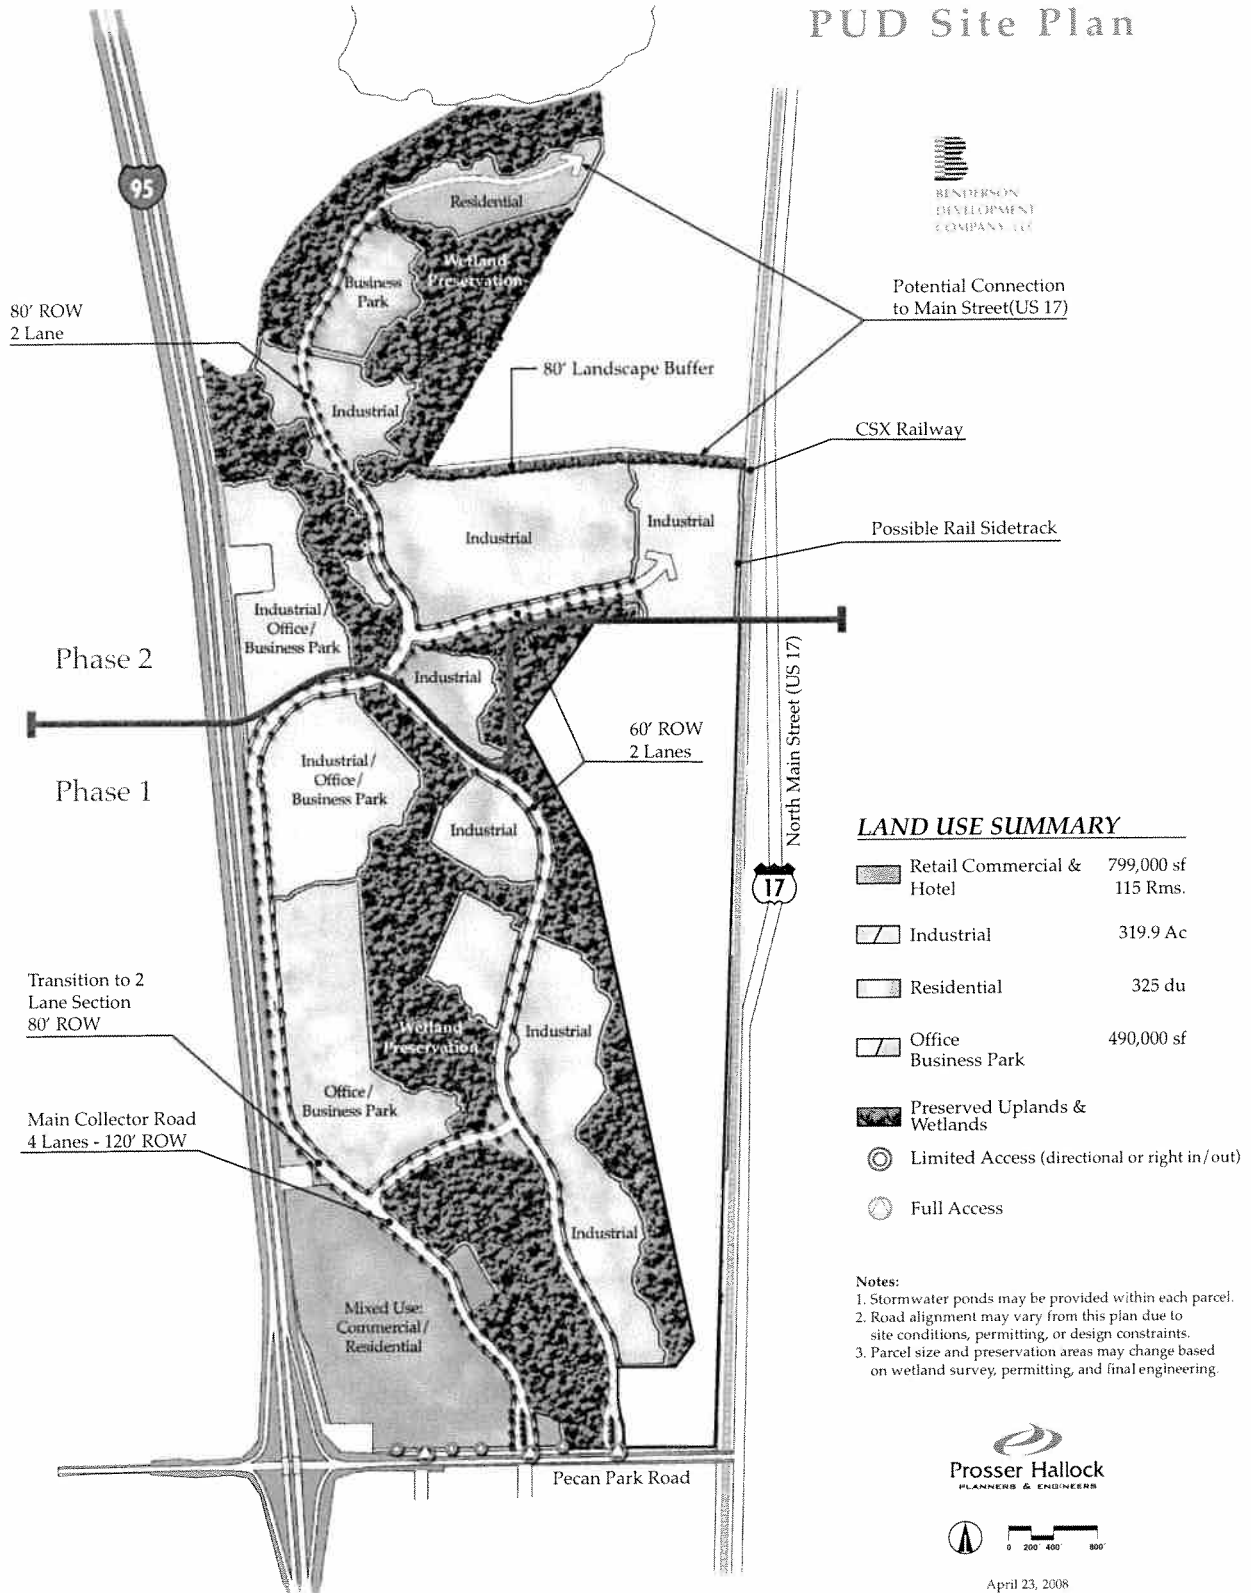 PUD Site Plan
95
BENDERSON
DEVELOPMENT
COMPANY, LLC
Residential
Wetland
Preservation
Business
Park
Potential Connection
to Main Street(US 17)
80' ROW
2 Lane
80' Landscape Buffer
Industrial
CSX Railway
Industrial
Industrial
Possible Rail Sidetrack
Industrial/
Office/
Business Park
Phase 2
Industrial
North Main Street (US 17)
60' ROW
2 Lanes
Phase 1
Industrial/
Office/
Business Park
Industrial
17
LAND USE SUMMARY
Retail Commercial & 799,000 sf
Hotel 115 Rms.
Industrial 319.9 Ac
Residential 325 du
Office 490,000 sf
Business Park
Preserved Uplands &
Wetlands
Limited Access (directional or right in/out)
Full Access
Transition to 2
Lane Section
80' ROW
Wetland
Preservation
Industrial
Office/
Business Park
Main Collector Road
4 Lanes - 120' ROW
Industrial
Mixed Use:
Commercial/
Residential
Notes:
1. Stormwater ponds may be provided within each parcel.
2. Road alignment may vary from this plan due to
site conditions, permitting, or design constraints.
3. Parcel size and preservation areas may change based
on wetland survey, permitting, and final engineering.
Pecan Park Road
Prosser Hallock
PLANNERS & ENGINEERS
0 200' 400' 800'
April 23, 2008